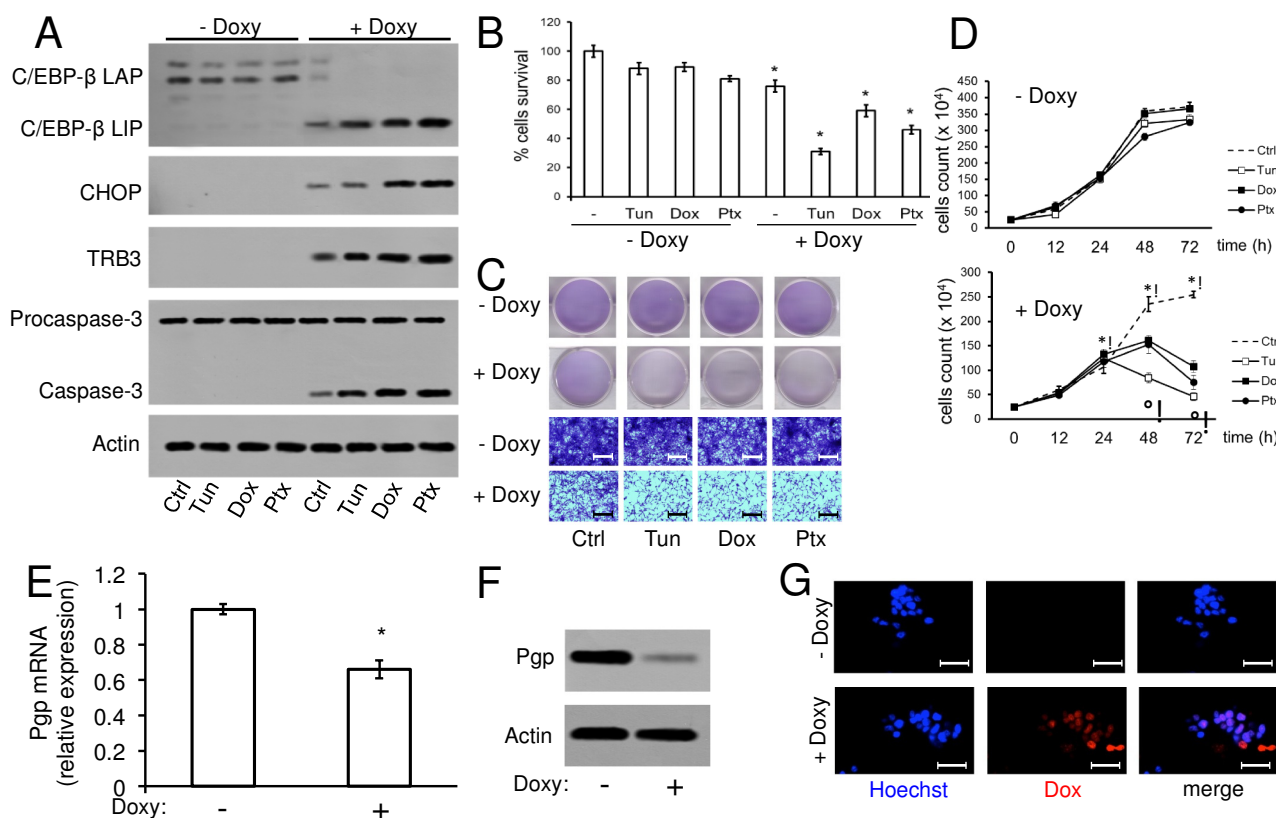 A
- Doxy
+ Doxy
C/EBP-β LAP
C/EBP-β LIP
CHOP
TRB3
Procaspase-3
Caspase-3
Actin
Ctrl
Tun
Dox
Ptx
Ctrl
Tun
Dox
Ptx
B
% cells survival
120
100
80
60
40
20
0
*
*
*
*
-
Tun
Dox
Ptx
-
Tun
Dox
Ptx
- Doxy
+ Doxy
C
- Doxy
+ Doxy
- Doxy
+ Doxy
Ctrl
Tun
Dox
Ptx
D
cells count (x 10⁴)
450
400
350
300
250
200
150
100
50
0
- Doxy
Ctrl
Tun
Dox
Ptx
0
12
24
48
72
time (h)
cells count (x 10⁴)
300
250
200
150
100
50
0
+ Doxy
*!
*!
*!
°!
°!
Ctrl
Tun
Dox
Ptx
0
12
24
48
72
time (h)
E
Pgp mRNA
(relative expression)
1.2
1
0.8
0.6
0.4
0.2
0
*
Doxy:
-
+
F
Pgp
Actin
Doxy:
-
+
G
- Doxy
+ Doxy
Hoechst
Dox
merge